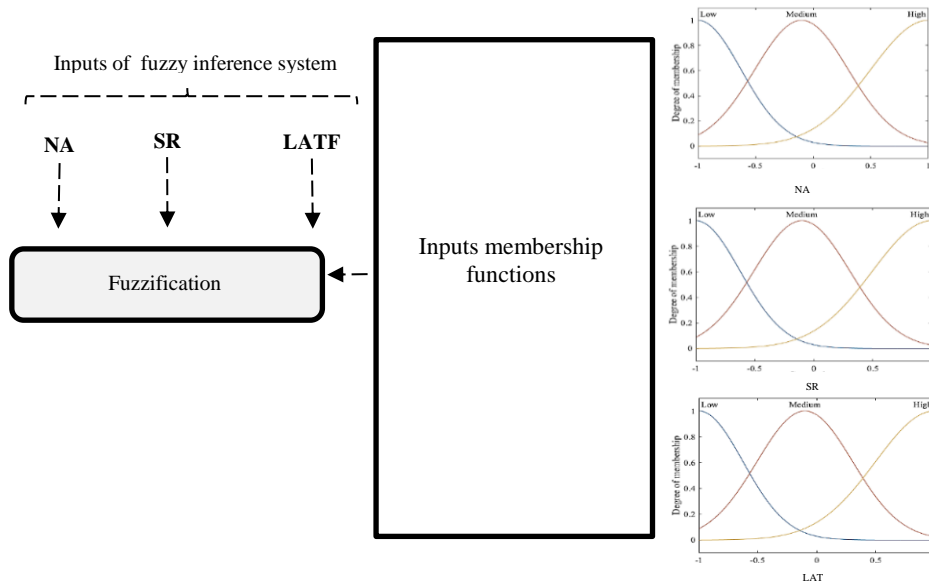 Inputs of fuzzy inference system
NA SR LATF
Fuzzification
Inputs membership
functions
Low Medium High
Degree of membership
1
0.8
0.6
0.4
0.2
0
-1 -0.5 0 0.5 1
NA
Low Medium High
Degree of membership
1
0.8
0.6
0.4
0.2
0
-1 -0.5 0 0.5
SR
Low Medium High
Degree of membership
1
0.8
0.6
0.4
0.2
0
-1 -0.5 0 0.5
LAT